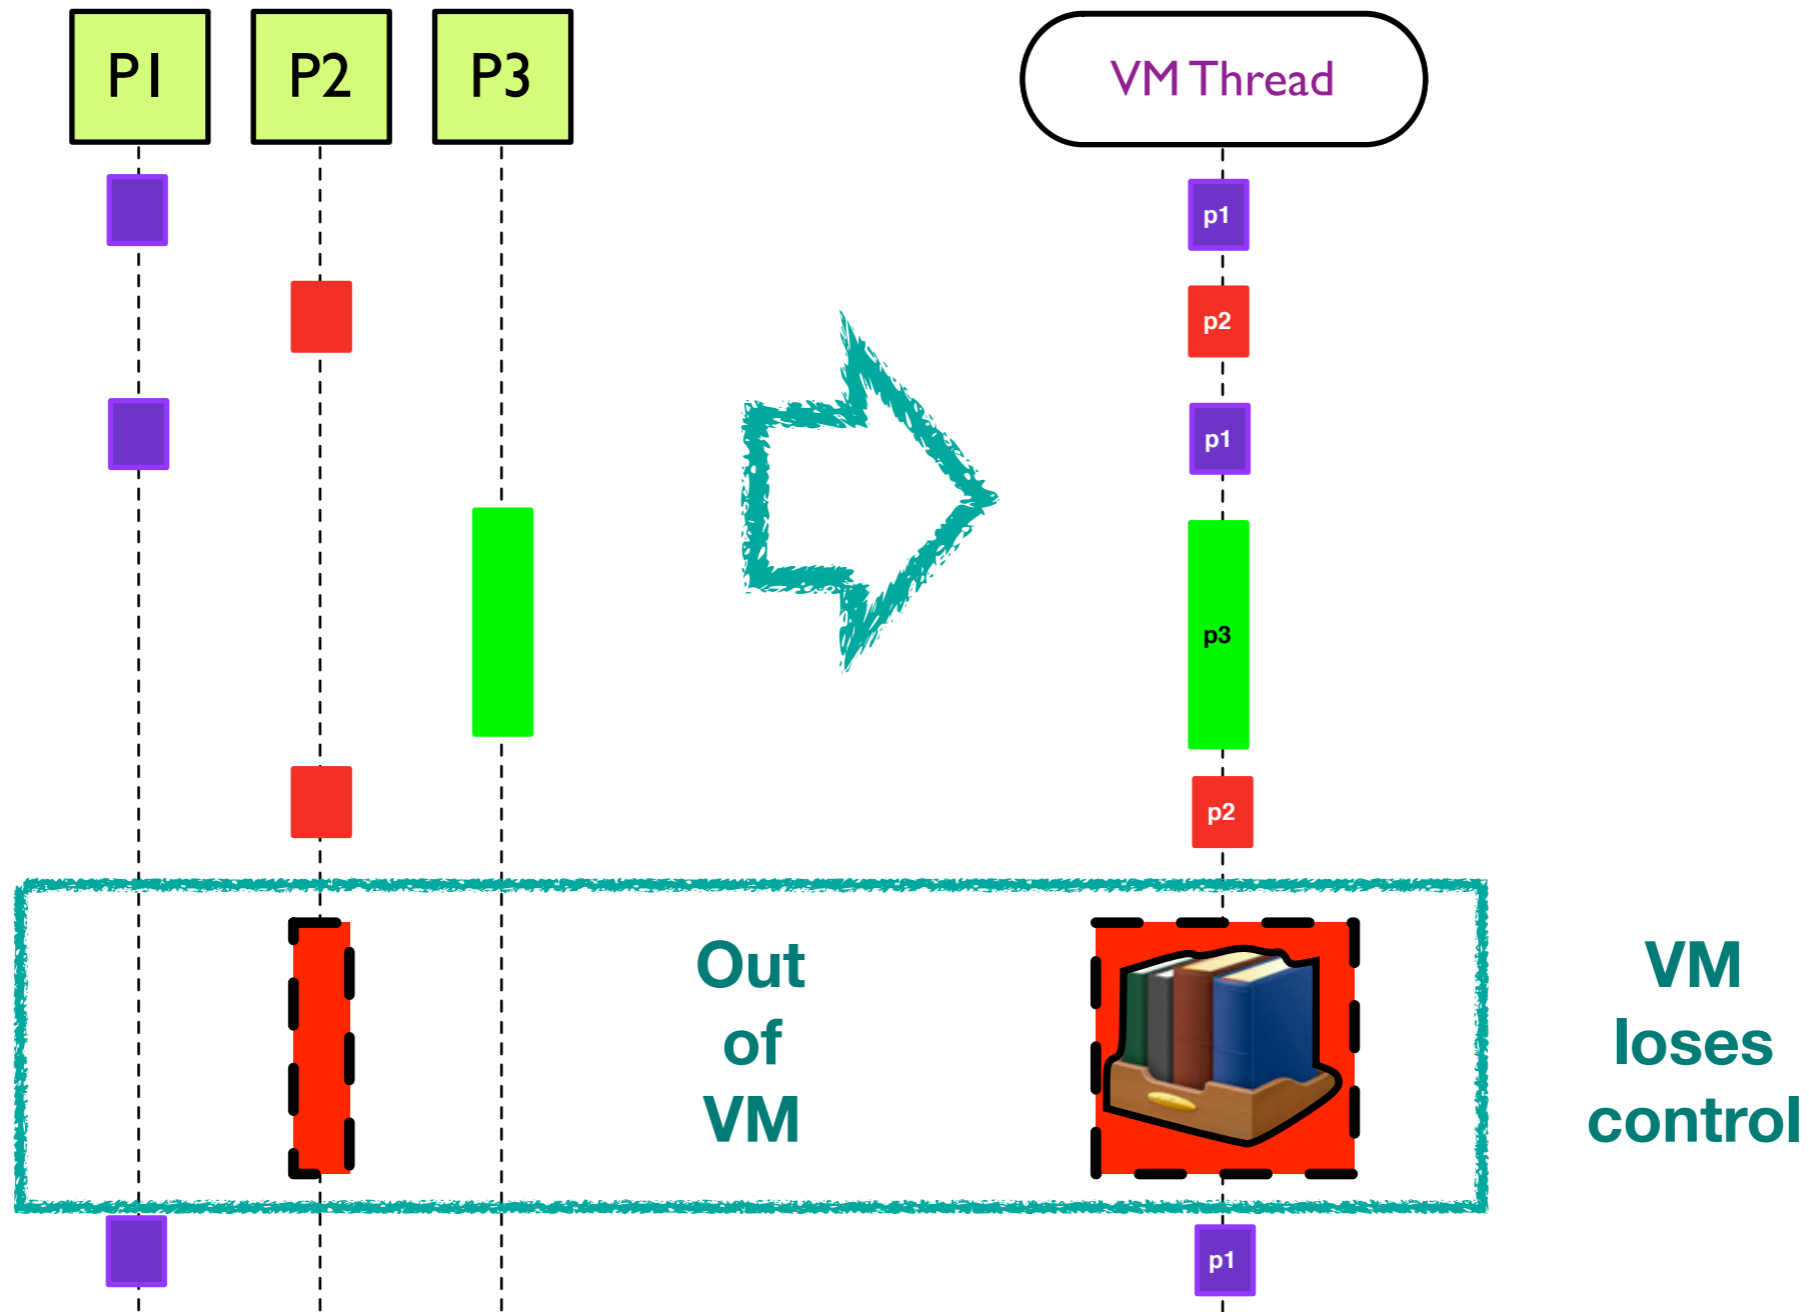 P1 P2 P3 VM Thread
p1
p2
p1
p3
p2
Out
of
VM
VM
loses
control
p1